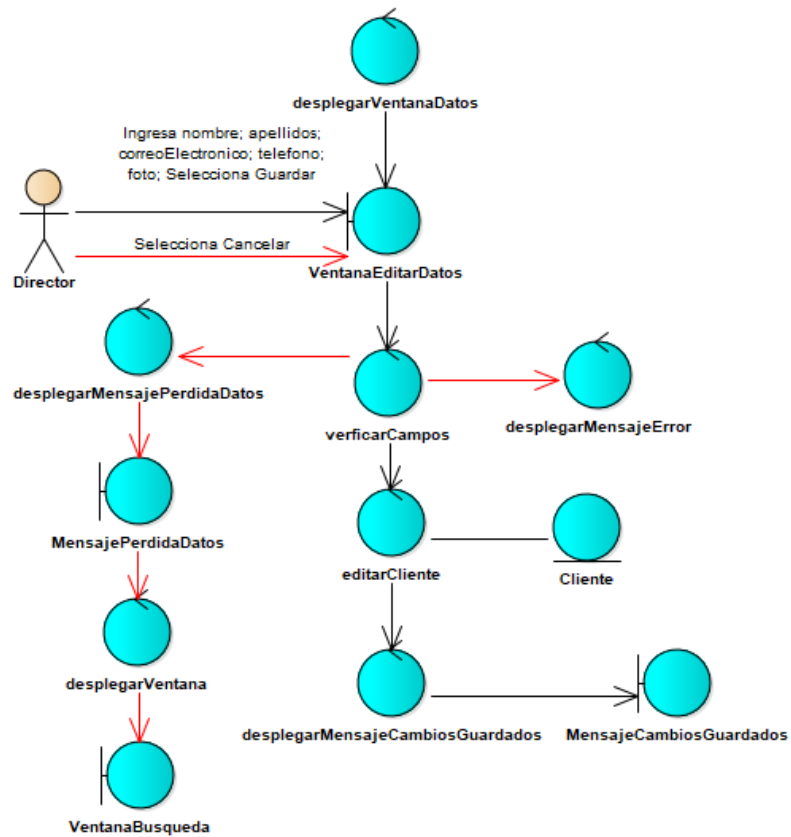 desplegarVentanaDatos
Ingresa nombre; apellidos;
correoElectronico; telefono;
foto; Selecciona Guardar
Selecciona Cancelar
Director
VentanaEditarDatos
desplegarMensajePerdidaDatos
verficarCampos
desplegarMensajeError
MensajePerdidaDatos
editarCliente
Cliente
desplegarVentana
desplegarMensajeCambiosGuardados
MensajeCambiosGuardados
VentanaBusqueda